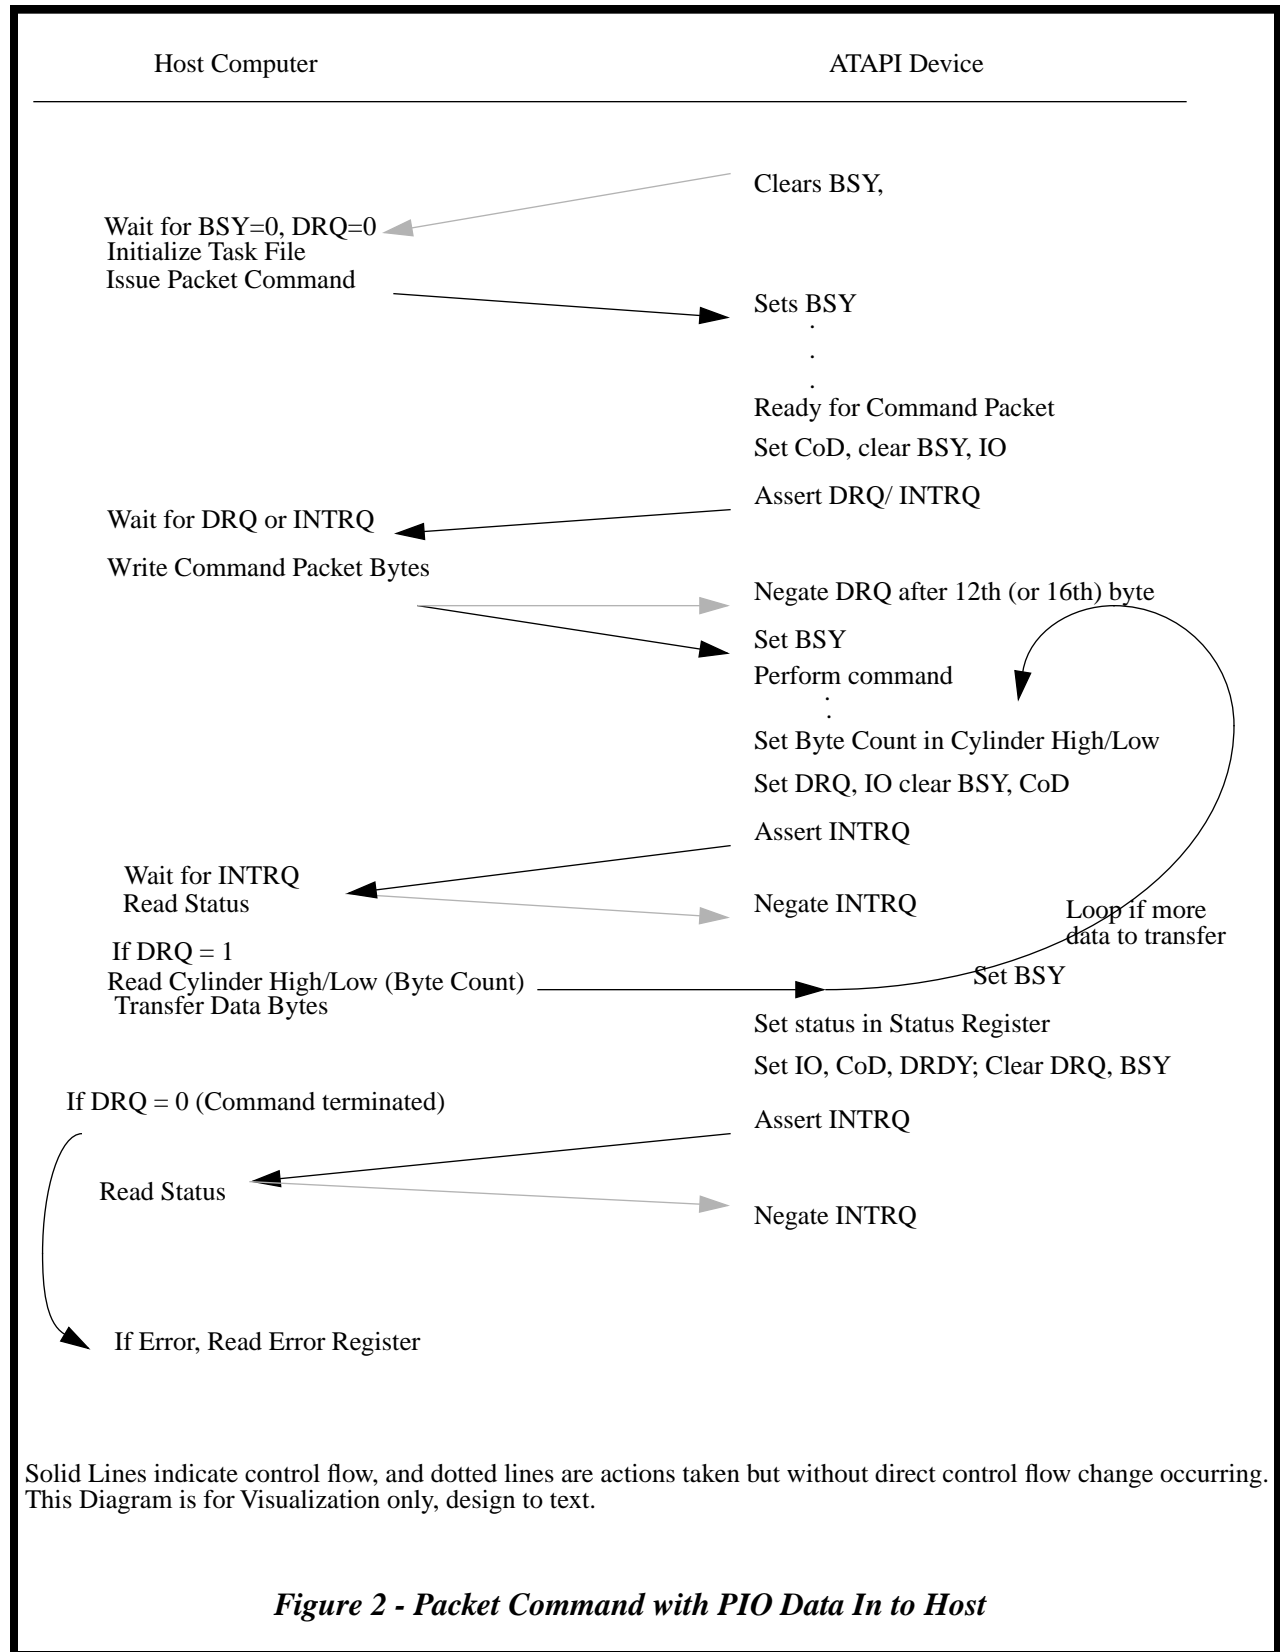 Host Computer
ATAPI Device
Clears BSY,
Wait for BSY=0, DRQ=0
Initialize Task File
Issue Packet Command
Sets BSY
.
.
.
Ready for Command Packet
Set CoD, clear BSY, IO
Assert DRQ/ INTRQ
Wait for DRQ or INTRQ
Write Command Packet Bytes
Negate DRQ after 12th (or 16th) byte
Set BSY
Perform command
.
.
Set Byte Count in Cylinder High/Low
Set DRQ, IO clear BSY, CoD
Assert INTRQ
Wait for INTRQ
Read Status
Negate INTRQ
Loop if more
data to transfer
If DRQ = 1
Read Cylinder High/Low (Byte Count)
Transfer Data Bytes
Set BSY
Set status in Status Register
Set IO, CoD, DRDY; Clear DRQ, BSY
If DRQ = 0 (Command terminated)
Assert INTRQ
Read Status
Negate INTRQ
If Error, Read Error Register
Solid Lines indicate control flow, and dotted lines are actions taken but without direct control flow change occurring.
This Diagram is for Visualization only, design to text.
Figure 2 - Packet Command with PIO Data In to Host